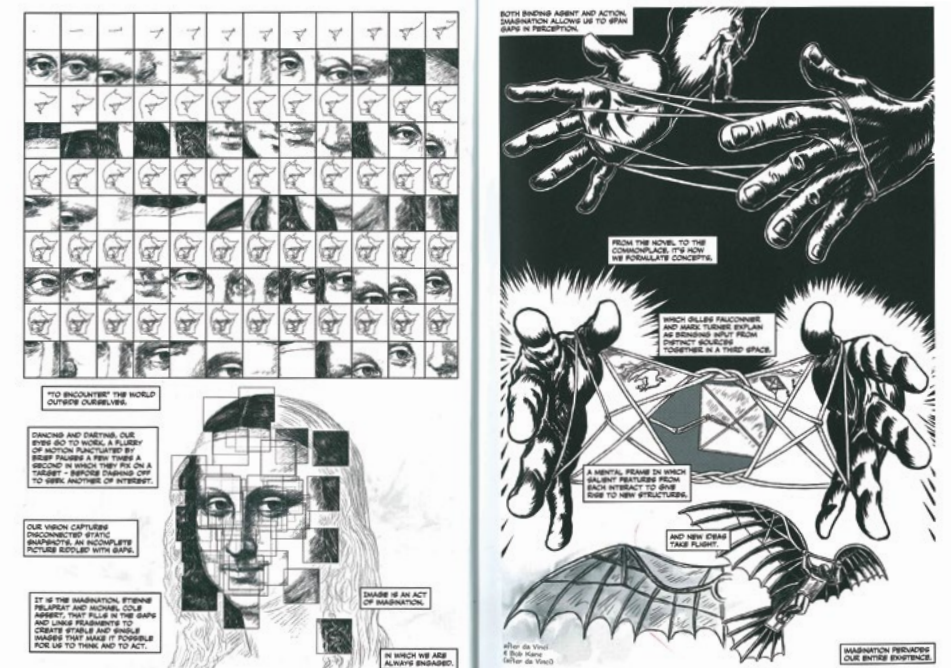 "TO ENCOUNTER" THE WORLD
OUTSIDE OURSELVES.
DANCING AND DARTING, OUR
EYES GO TO WORK, A FLURRY
OF MOTION PUNCTUATED BY
BRIEF PAUSES A FEW TIMES A
SECOND IN WHICH THEY FIX ON A
TARGET - BEFORE DASHING OFF
TO SEEK ANOTHER OF INTEREST.
OUR VISION CAPTURES
DISCONNECTED STATIC
SNAPSHOTS, AN INCOMPLETE
PICTURE RIDDLED WITH GAPS.
IT IS THE IMAGINATION, ETIENNE
PELAPRAT AND MICHAEL COLE
ASSERT, THAT FILLS IN THE GAPS
AND LINKS FRAGMENTS TO
CREATE STABLE AND SINGLE
IMAGES THAT MAKE IT POSSIBLE
FOR US TO THINK AND TO ACT.
IMAGE IS AN ACT
OF IMAGINATION,
IN WHICH WE ARE
ALWAYS ENGAGED.
BOTH BINDING AGENT AND ACTION,
IMAGINATION ALLOWS US TO SPAN
GAPS IN PERCEPTION.
FROM THE NOVEL TO THE
COMMONPLACE, IT'S HOW
WE FORMULATE CONCEPTS,
WHICH GILLES FAUCONNIER
AND MARK TURNER EXPLAIN
AS BRINGING INPUT FROM
DISTINCT SOURCES
TOGETHER IN A THIRD SPACE,
A MENTAL FRAME IN WHICH
SALIENT FEATURES FROM
EACH INTERACT TO GIVE
RISE TO NEW STRUCTURES.
AND NEW IDEAS
TAKE FLIGHT.
after da Vinci
& Bob Kane
(after da Vinci)
IMAGINATION PERVADES
OUR ENTIRE EXISTENCE.